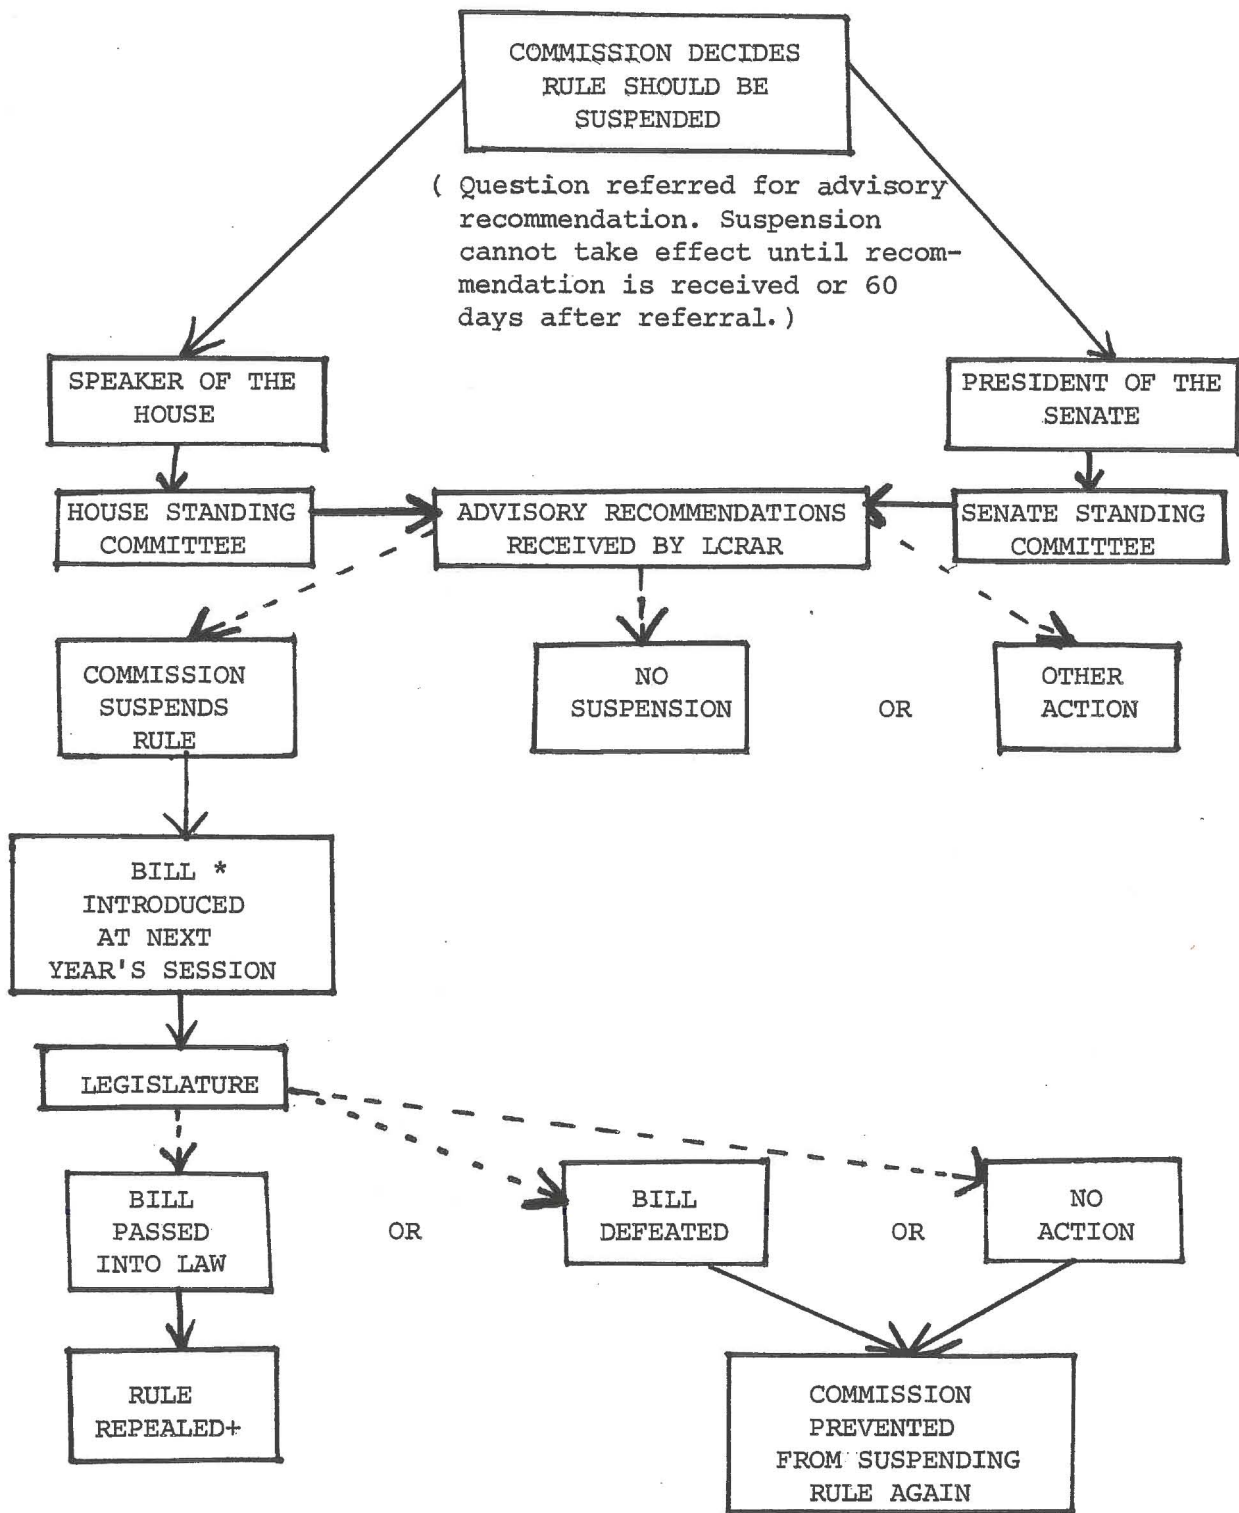 COMMISSION DECIDES
RULE SHOULD BE
SUSPENDED
( Question referred for advisory
recommendation. Suspension
cannot take effect until recom-
mendation is received or 60
days after referral.)
SPEAKER OF THE
HOUSE
PRESIDENT OF THE
SENATE
HOUSE STANDING
COMMITTEE
ADVISORY RECOMMENDATIONS
RECEIVED BY LCRAR
SENATE STANDING
COMMITTEE
COMMISSION
SUSPENDS
RULE
NO
SUSPENSION
OR
OTHER
ACTION
BILL *
INTRODUCED
AT NEXT
YEAR'S SESSION
LEGISLATURE
BILL
PASSED
INTO LAW
OR
BILL
DEFEATED
OR
NO
ACTION
RULE
REPEALED+
COMMISSION
PREVENTED
FROM SUSPENDING
RULE AGAIN